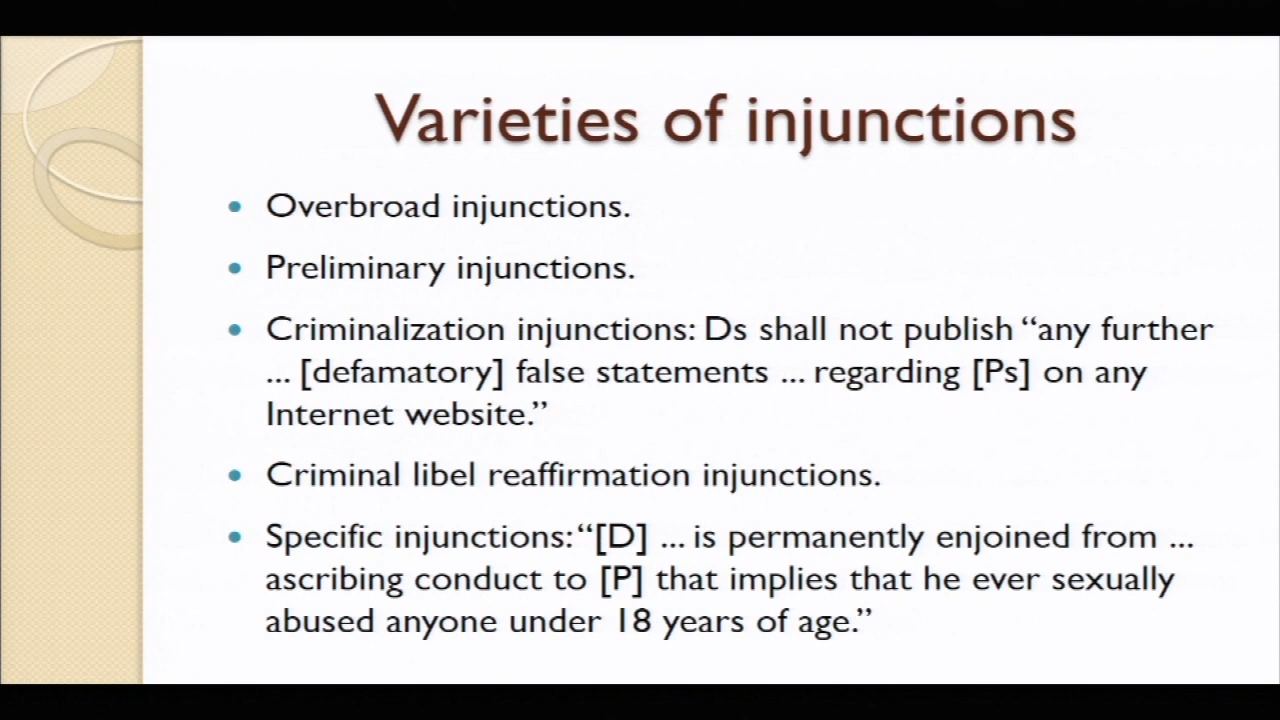 Varieties of injunctions
• Overbroad injunctions.
• Preliminary injunctions.
• Criminalization injunctions: Ds shall not publish “any further
... [defamatory] false statements ... regarding [Ps] on any
Internet website.”
• Criminal libel reaffirmation injunctions.
• Specific injunctions: “[D] ... is permanently enjoined from ...
ascribing conduct to [P] that implies that he ever sexually
abused anyone under 18 years of age.”